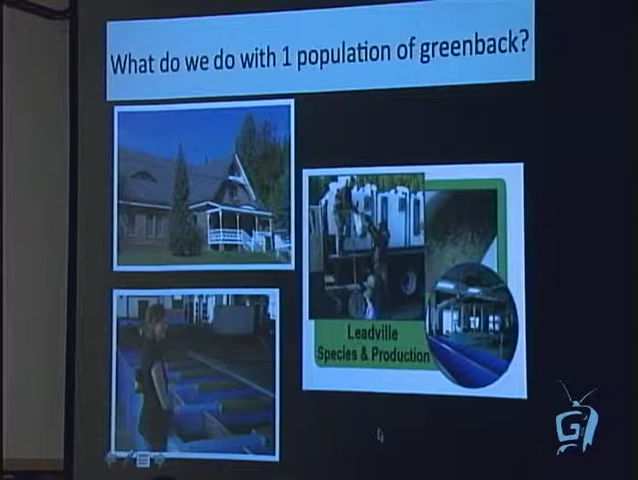 What do we do with 1 population of greenback?
Leadville
Species & Production
G